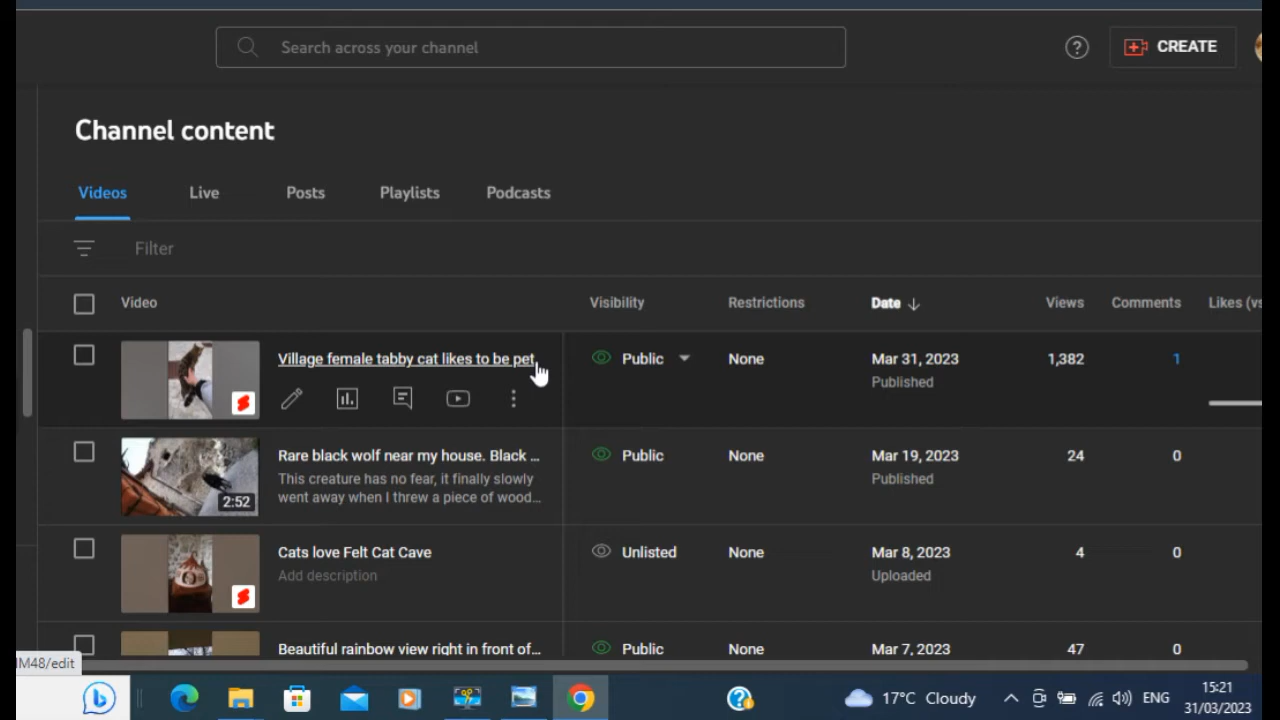 Search across your channel
CREATE
Channel content
Videos Live Posts Playlists Podcasts
Filter
Video Visibility Restrictions Date Views Comments Likes (vs
Village female tabby cat likes to be pet. Public None Mar 31, 2023 1,382 1
Published
Rare black wolf near my house. Black ... Public None Mar 19, 2023 24 0
This creature has no fear, it finally slowly Published
went away when I threw a piece of wood...
2:52
Cats love Felt Cat Cave Unlisted None Mar 8, 2023 4 0
Add description Uploaded
Beautiful rainbow view right in front of... Public None Mar 7, 2023 47 0
IM48/edit
17°C Cloudy ENG 15:21
31/03/2023